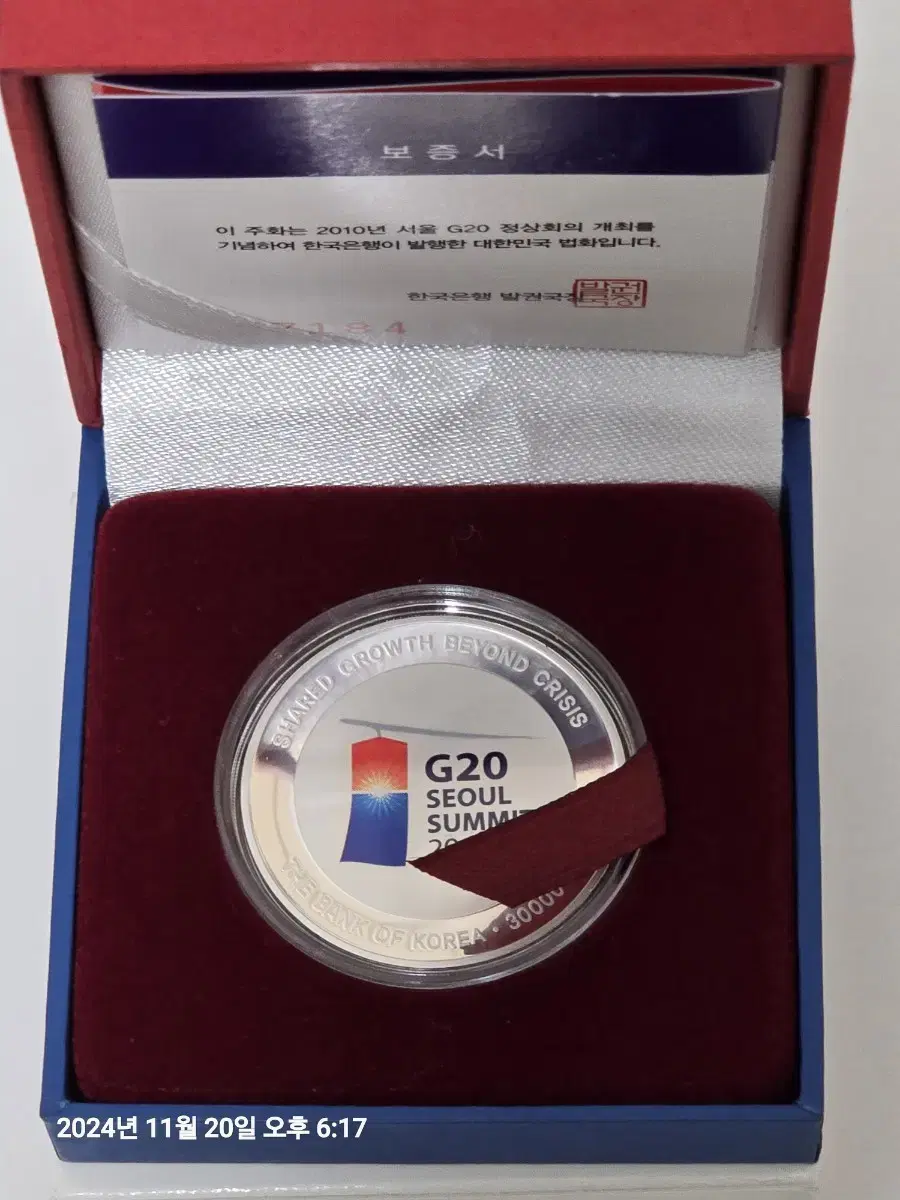 보증서
이 주화는 2010년 서울 G20 정상회의 개최를
기념하여 한국은행이 발행한 대한민국 법화입니다.
한국은행 발권국장
3184
SHARED GROWTH BEYOND CRISIS
G20
SEOUL
SUMMIT
THE BANK OF KOREA • 30000
2024년 11월 20일 오후 6:17